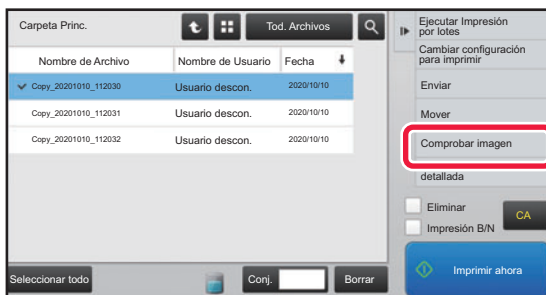 Carpeta Princ.
Tod. Archivos
Nombre de Archivo
Nombre de Usuario
Fecha
Copy_20201010_112030
Usuario descon.
2020/10/10
Copy_20201010_112031
Usuario descon.
2020/10/10
Copy_20201010_112032
Usuario descon.
2020/10/10
Seleccionar todo
Conj.
Borrar
Ejecutar Impresión
por lotes
Cambiar configuración
para imprimir
Enviar
Mover
Comprobar imagen
detallada
Eliminar
Impresión B/N
CA
Imprimir ahora